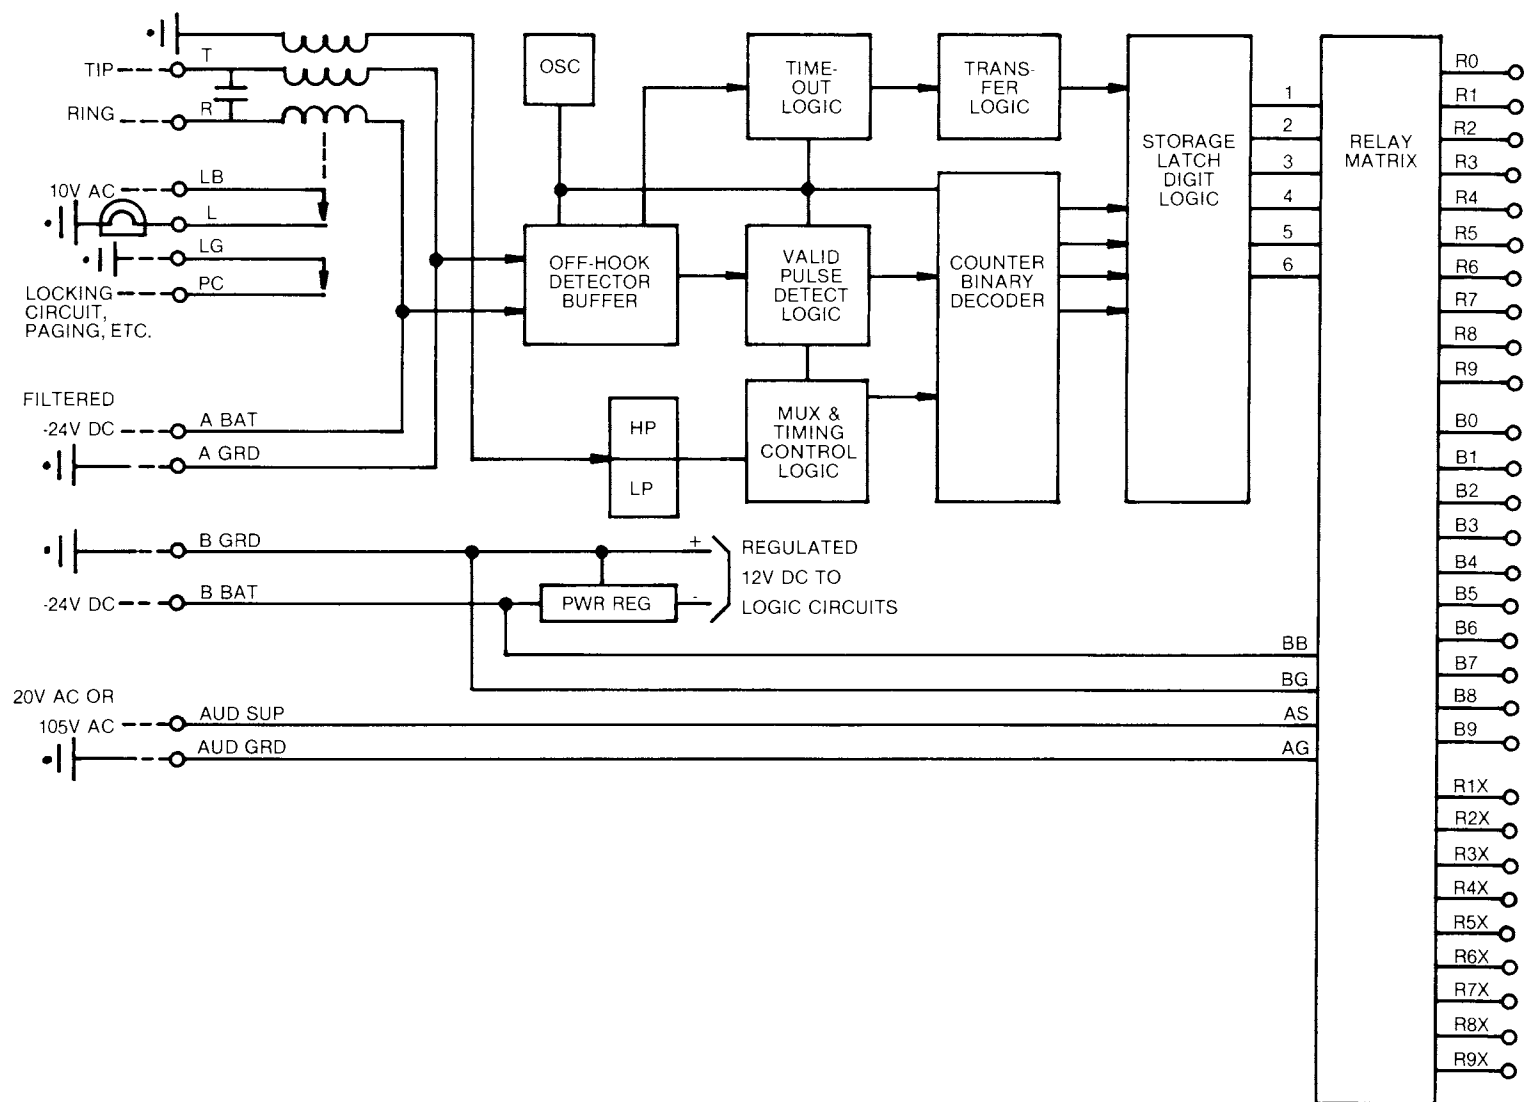 T
TIP
R
RING
10V AC
LB
L
LG
PC
LOCKING
CIRCUIT,
PAGING, ETC.
FILTERED
-24V DC
A BAT
A GRD
B GRD
-24V DC
B BAT
20V AC OR
105V AC
AUD SUP
AUD GRD
OSC
OFF-HOOK
DETECTOR
BUFFER
HP
LP
PWR REG
+
-
REGULATED
12V DC TO
LOGIC CIRCUITS
TIME-
OUT
LOGIC
VALID
PULSE
DETECT
LOGIC
MUX &
TIMING
CONTROL
LOGIC
TRANS-
FER
LOGIC
COUNTER
BINARY
DECODER
STORAGE
LATCH
DIGIT
LOGIC
1
2
3
4
5
6
BB
BG
AS
AG
RELAY
MATRIX
R0
R1
R2
R3
R4
R5
R6
R7
R8
R9
B0
B1
B2
B3
B4
B5
B6
B7
B8
B9
R1X
R2X
R3X
R4X
R5X
R6X
R7X
R8X
R9X